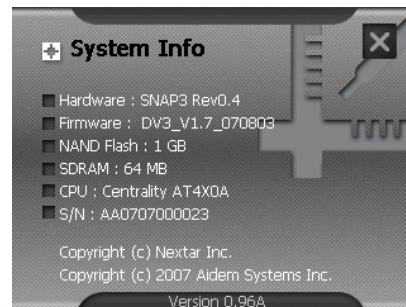 System Info
Hardware : SNAP3 Rev0.4
Firmware : DV3_V1.7_070803
NAND Flash : 1 GB
SDRAM : 64 MB
CPU : Centrality AT4X0A
S/N : AA0707000023
Copyright (c) Nextar Inc.
Copyright (c) 2007 Aidem Systems Inc.
Version 0.96A